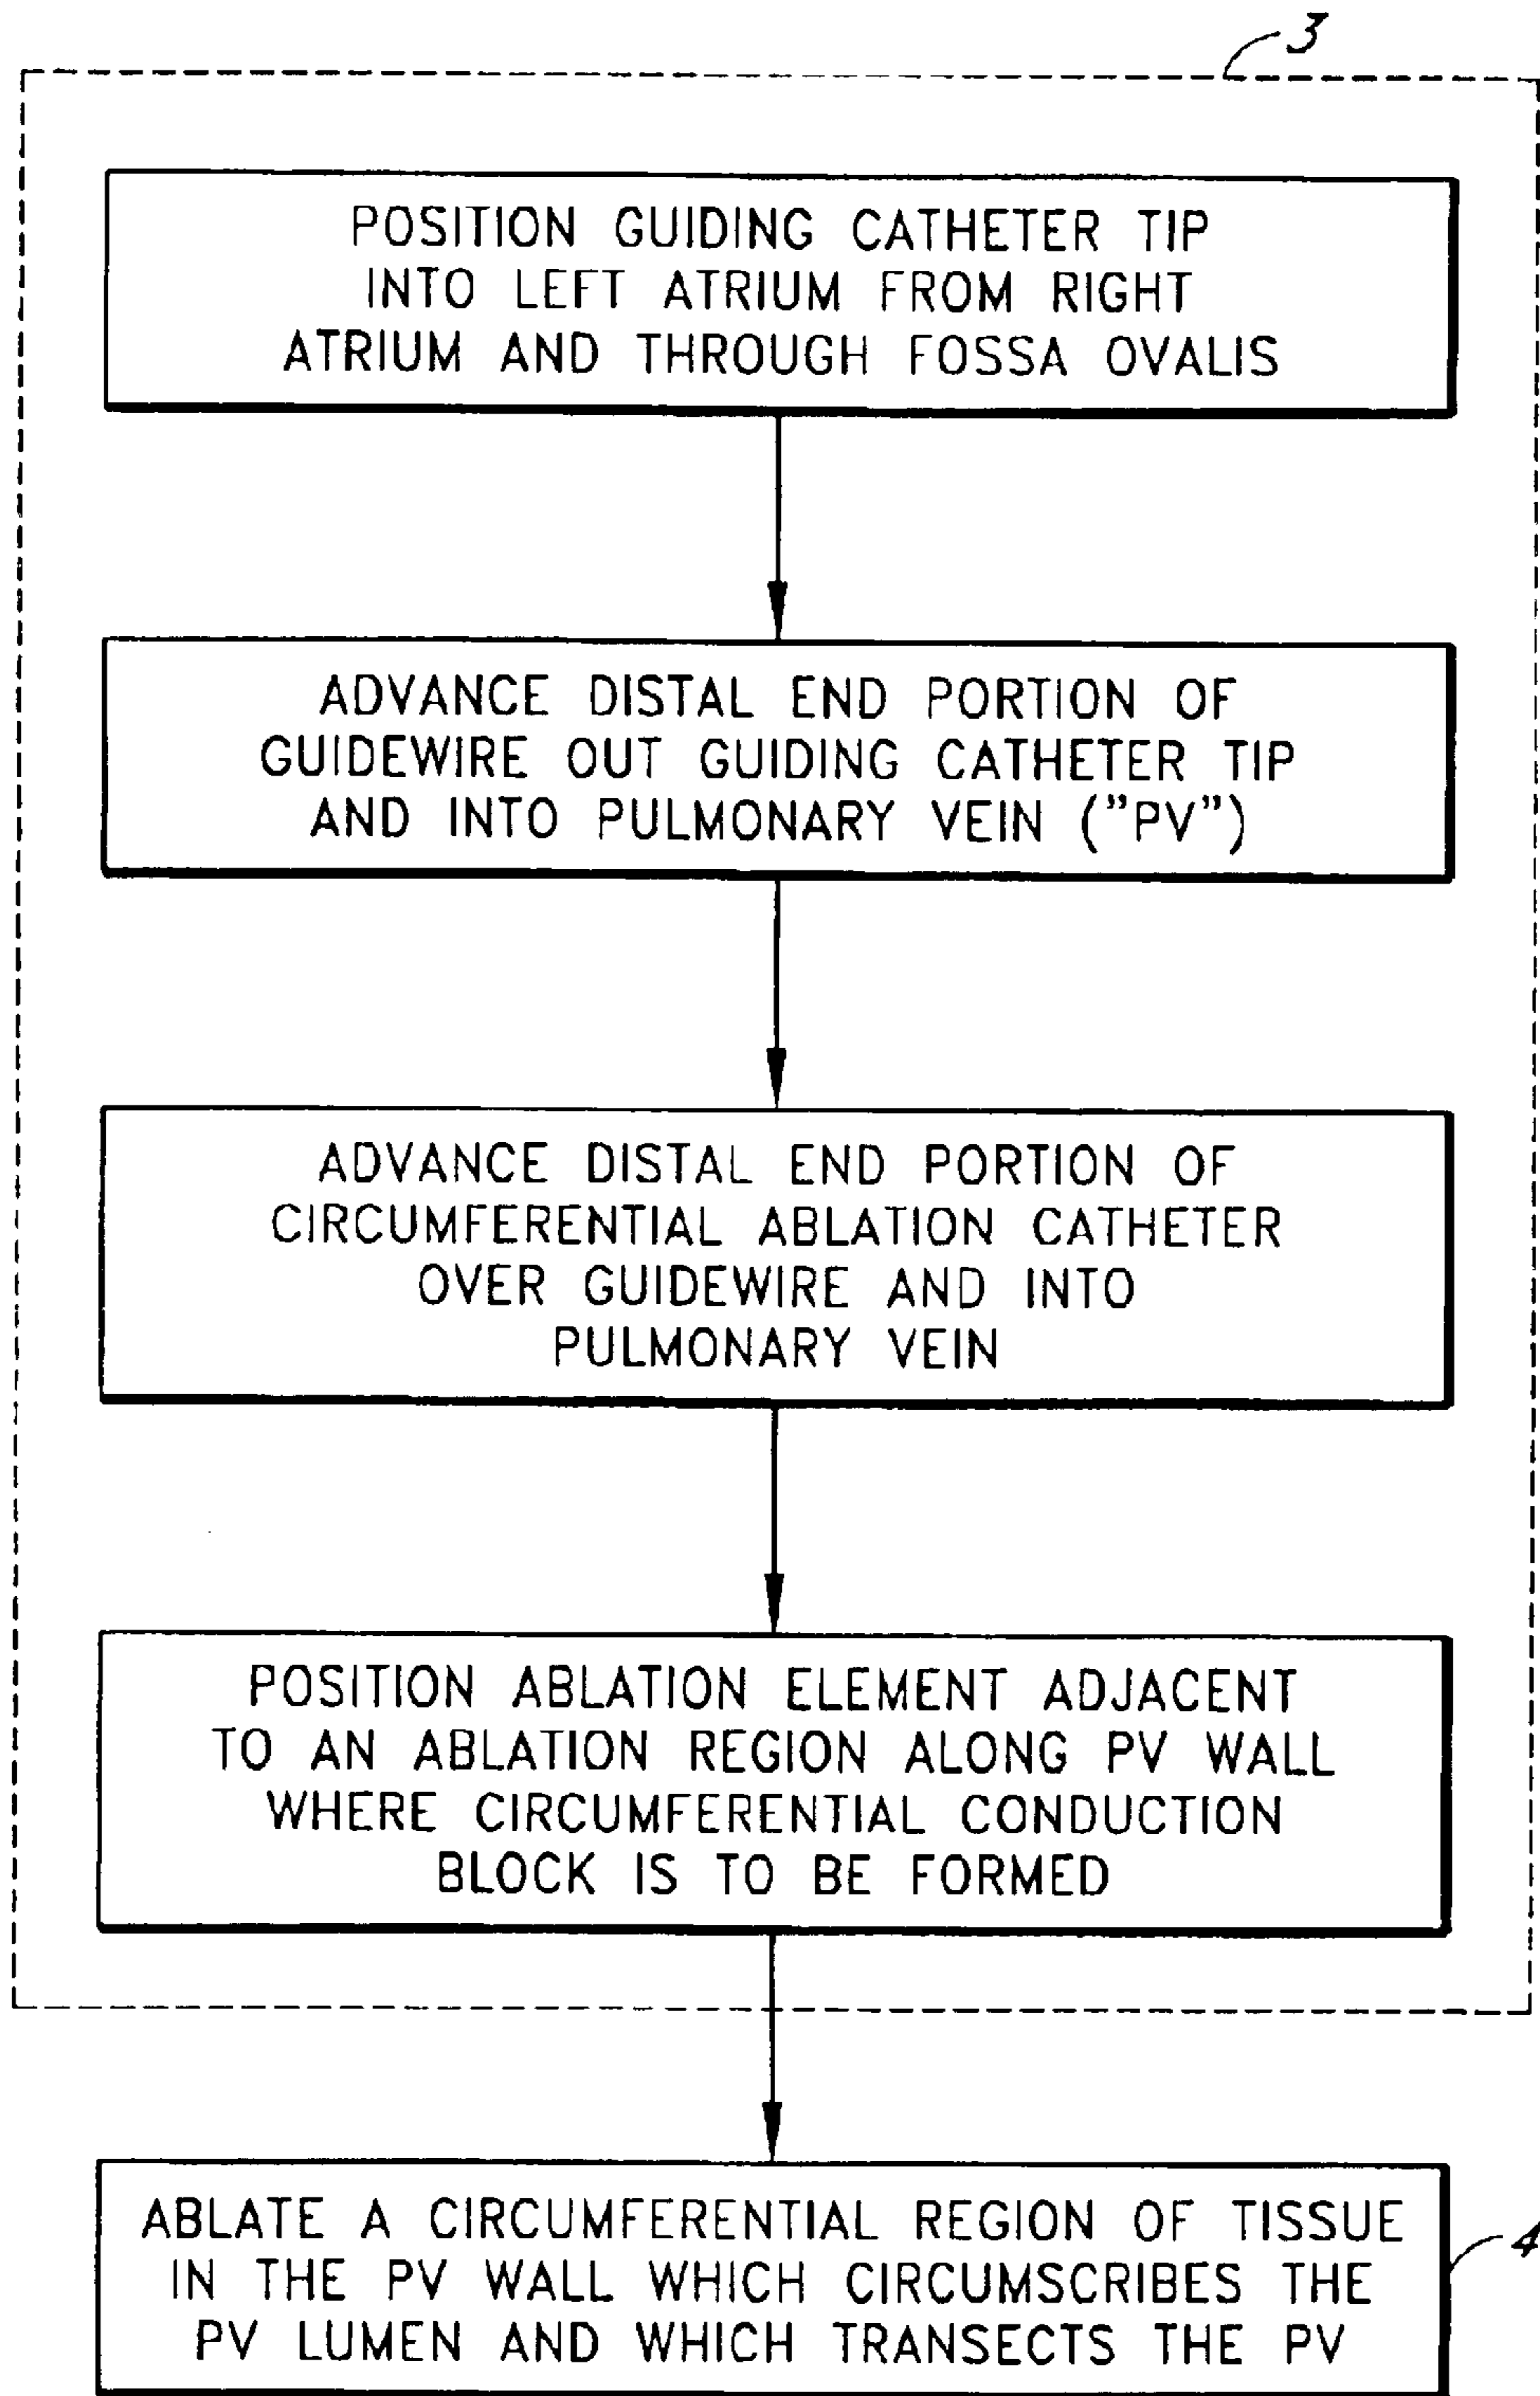 3
POSITION GUIDING CATHETER TIP
INTO LEFT ATRIUM FROM RIGHT
ATRIUM AND THROUGH FOSSA OVALIS
ADVANCE DISTAL END PORTION OF
GUIDEWIRE OUT GUIDING CATHETER TIP
AND INTO PULMONARY VEIN ("PV")
ADVANCE DISTAL END PORTION OF
CIRCUMFERENTIAL ABLATION CATHETER
OVER GUIDEWIRE AND INTO
PULMONARY VEIN
POSITION ABLATION ELEMENT ADJACENT
TO AN ABLATION REGION ALONG PV WALL
WHERE CIRCUMFERENTIAL CONDUCTION
BLOCK IS TO BE FORMED
ABLATE A CIRCUMFERENTIAL REGION OF TISSUE
IN THE PV WALL WHICH CIRCUMSCRIBES THE
PV LUMEN AND WHICH TRANSECTS THE PV
4